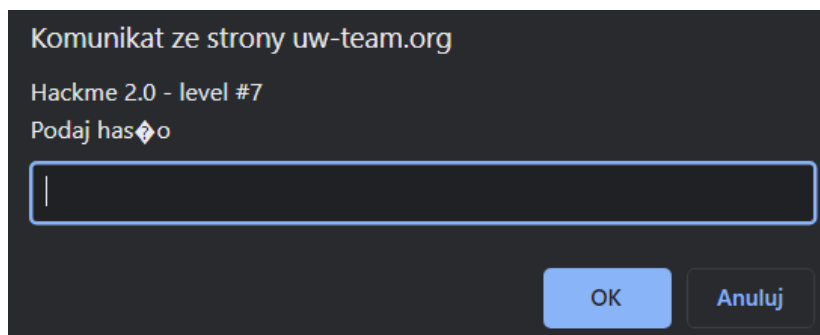 Komunikat ze strony uw-team.org
Hackme 2.0 - level #7
Podaj has�o
OK
Anuluj